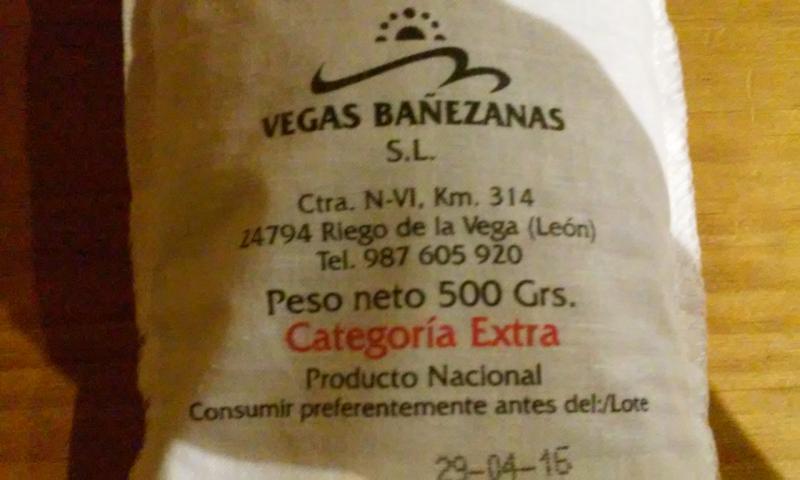 VEGAS BAÑEZANAS
S.L.
Ctra. N-VI, Km. 314
24794 Riego de la Vega (León)
Tel. 987 605 920
Peso neto 500 Grs.
Categoría Extra
Producto Nacional
Consumir preferentemente antes del:/Lote
29-04-16